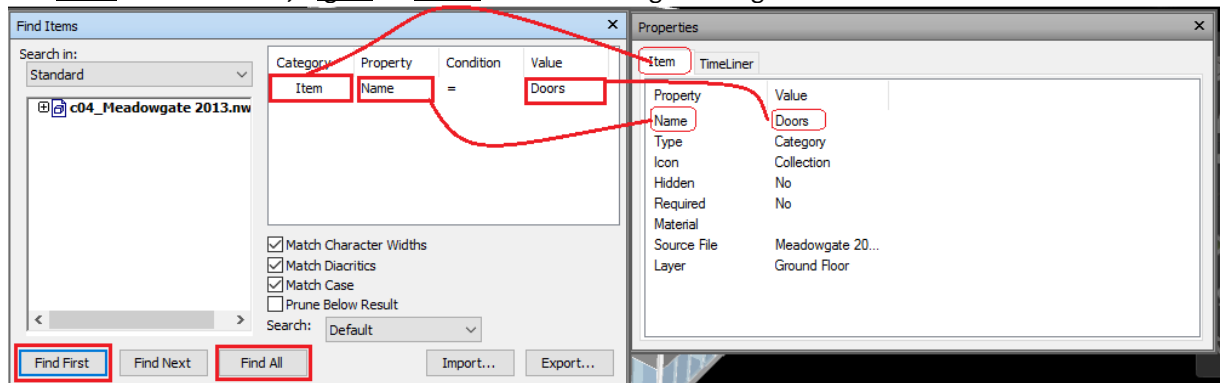 Find Items
Search in:
Standard
c04_Meadowgate 2013.nw
Category Property Condition Value
Item Name = Doors
Match Character Widths
Match Diacritics
Match Case
Prune Below Result
Search: Default
Find First Find Next Find All Import... Export...
Properties
Item TimeLiner
Property Value
Name Doors
Type Category
Icon Collection
Hidden No
Required No
Material
Source File Meadowgate 20...
Layer Ground Floor